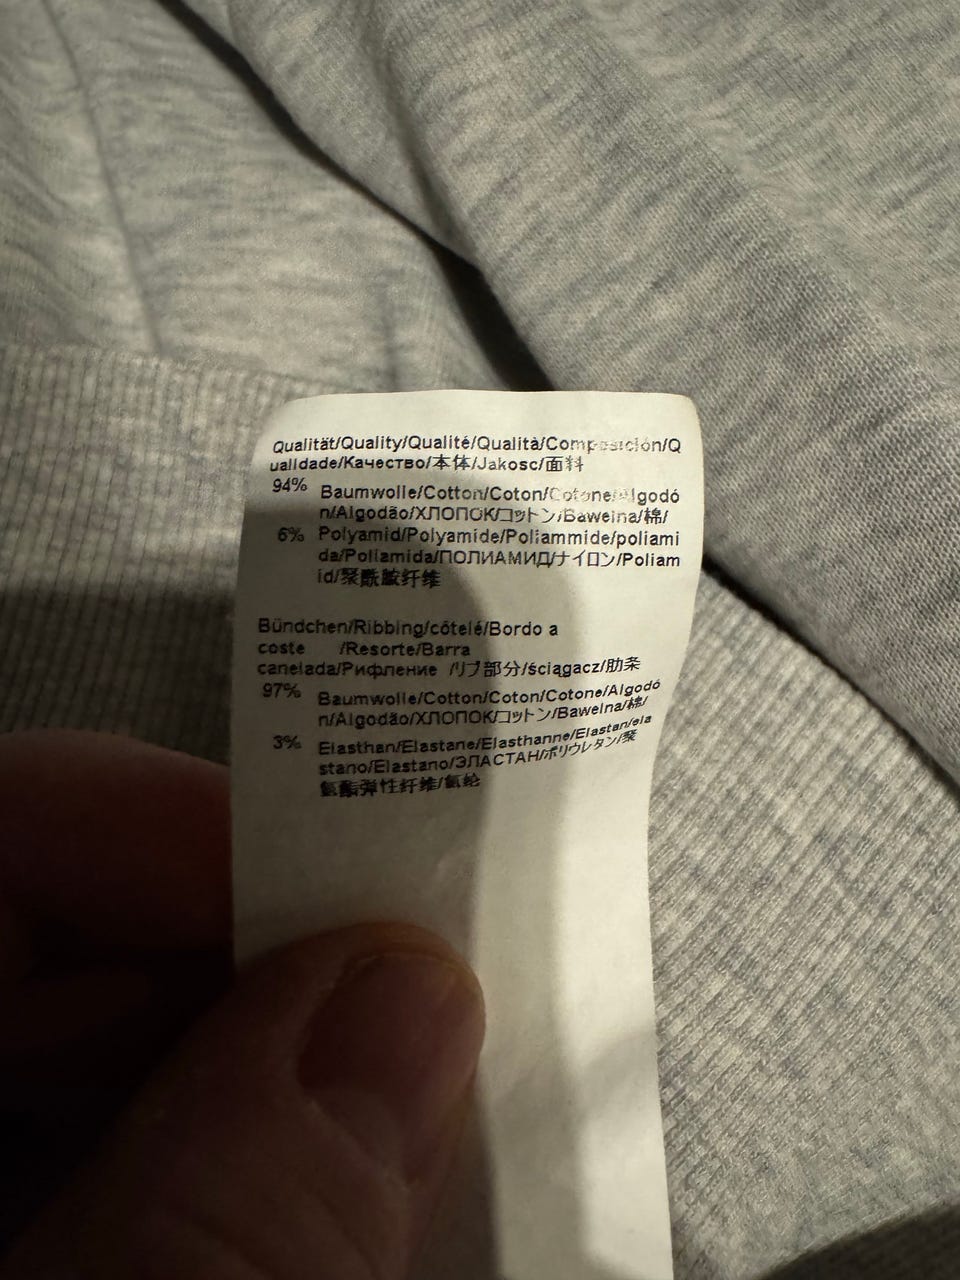 Qualität/Quality/Qualité/Qualità/Composición/Q
ualidade/Качество/本体/Jakosc/面料
94% Baumwolle/Cotton/Coton/Cotone/Algodó
n/Algodão/ХЛОПОК/コットン/Bawelna/棉/
6% Polyamid/Polyamide/Poliammide/poliami
da/Poliamida/ПОЛИАМИД/ナイロン/Poliam
id/聚酰胺纤维
Bündchen/Ribbing/côtelé/Bordo a
coste /Resorte/Barra
canelada/Рифление /リブ部分/ściągacz/肋条
97% Baumwolle/Cotton/Coton/Cotone/Algodó
n/Algodão/ХЛОПОК/コットン/Bawelna/棉/
3% Elasthan/Elastane/Elasthanne/Elastan/ela
stano/Elastano/ЭЛАСТАН/ポリウレタン/聚
氨酯弹性纤维/氨纶